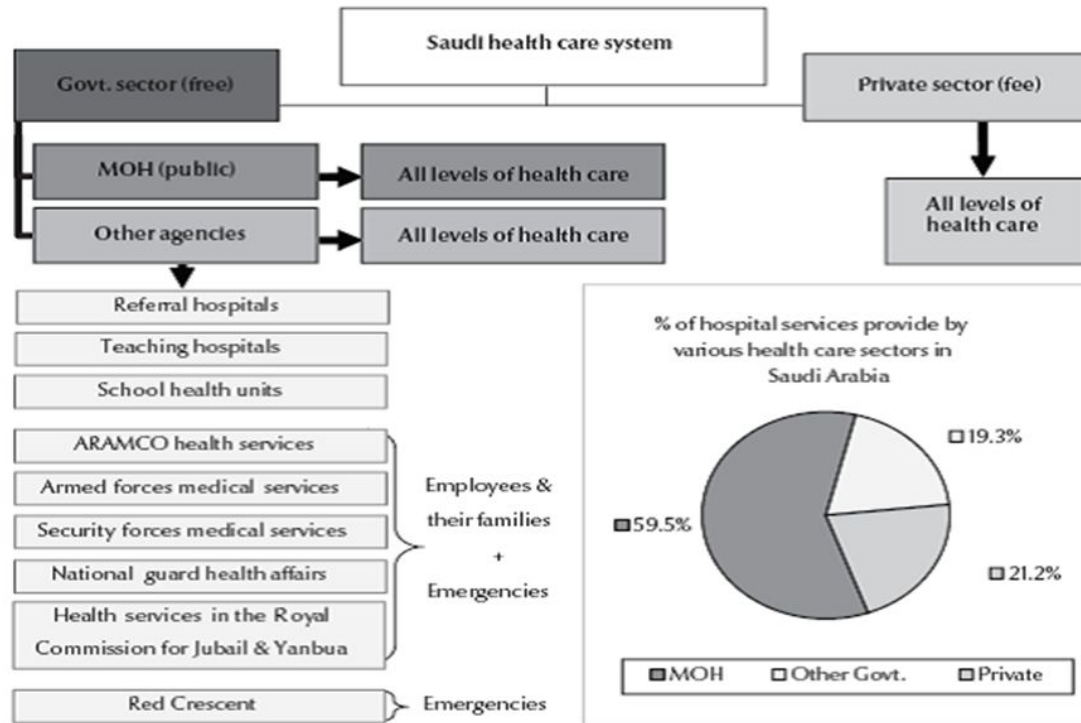 Saudi health care system
Govt. sector (free)
Private sector (fee)
MOH (public)
All levels of health care
All levels of
health care
Other agencies
All levels of health care
Referral hospitals
Teaching hospitals
School health units
ARAMCO health services
Armed forces medical services
Security forces medical services
National guard health affairs
Health services in the Royal
Commission for Jubail & Yanbua
Employees &
their families
+
Emergencies
Red Crescent
Emergencies
% of hospital services provide by
various health care sectors in
Saudi Arabia
19.3%
59.5%
21.2%
MOH Other Govt. Private